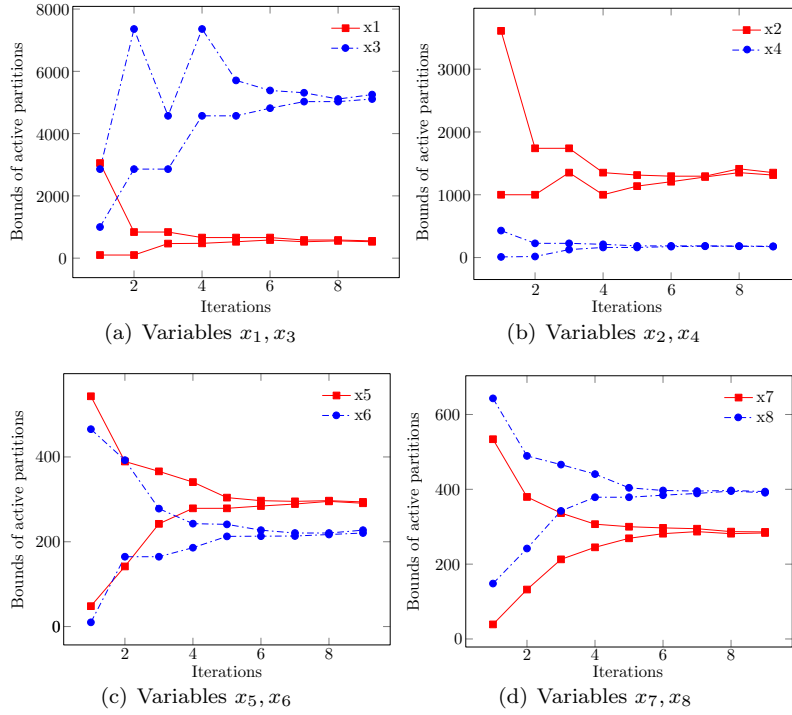 8000
6000
4000
2000
0
Bounds of active partitions
x1
x3
2
4
6
8
Iterations
(a) Variables x₁, x₃
3000
2000
1000
0
Bounds of active partitions
x2
x4
2
4
6
8
Iterations
(b) Variables x₂, x₄
400
200
0
Bounds of active partitions
x5
x6
2
4
6
8
Iterations
(c) Variables x₅, x₆
600
400
200
0
Bounds of active partitions
x7
x8
2
4
6
8
Iterations
(d) Variables x₇, x₈